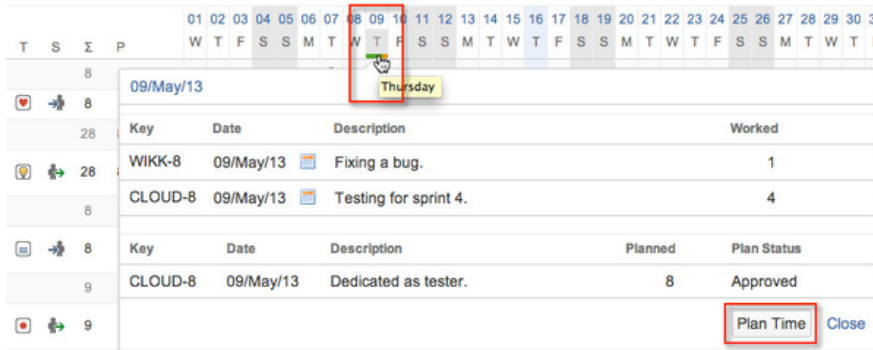 01 02 03 04 05 06 07 08 09 10 11 12 13 14 15 16 17 18 19 20 21 22 23 24 25 26 27 28 29 30
T S Σ P W T F S S M T W T F S S M T W T F S S M T W T F S S M T W T
8
09/May/13
Thursday
8
28
Key Date Description Worked
WIKK-8 09/May/13 Fixing a bug. 1
28
CLOUD-8 09/May/13 Testing for sprint 4. 4
8
8
Key Date Description Planned Plan Status
9
CLOUD-8 09/May/13 Dedicated as tester. 8 Approved
9
Plan Time Close